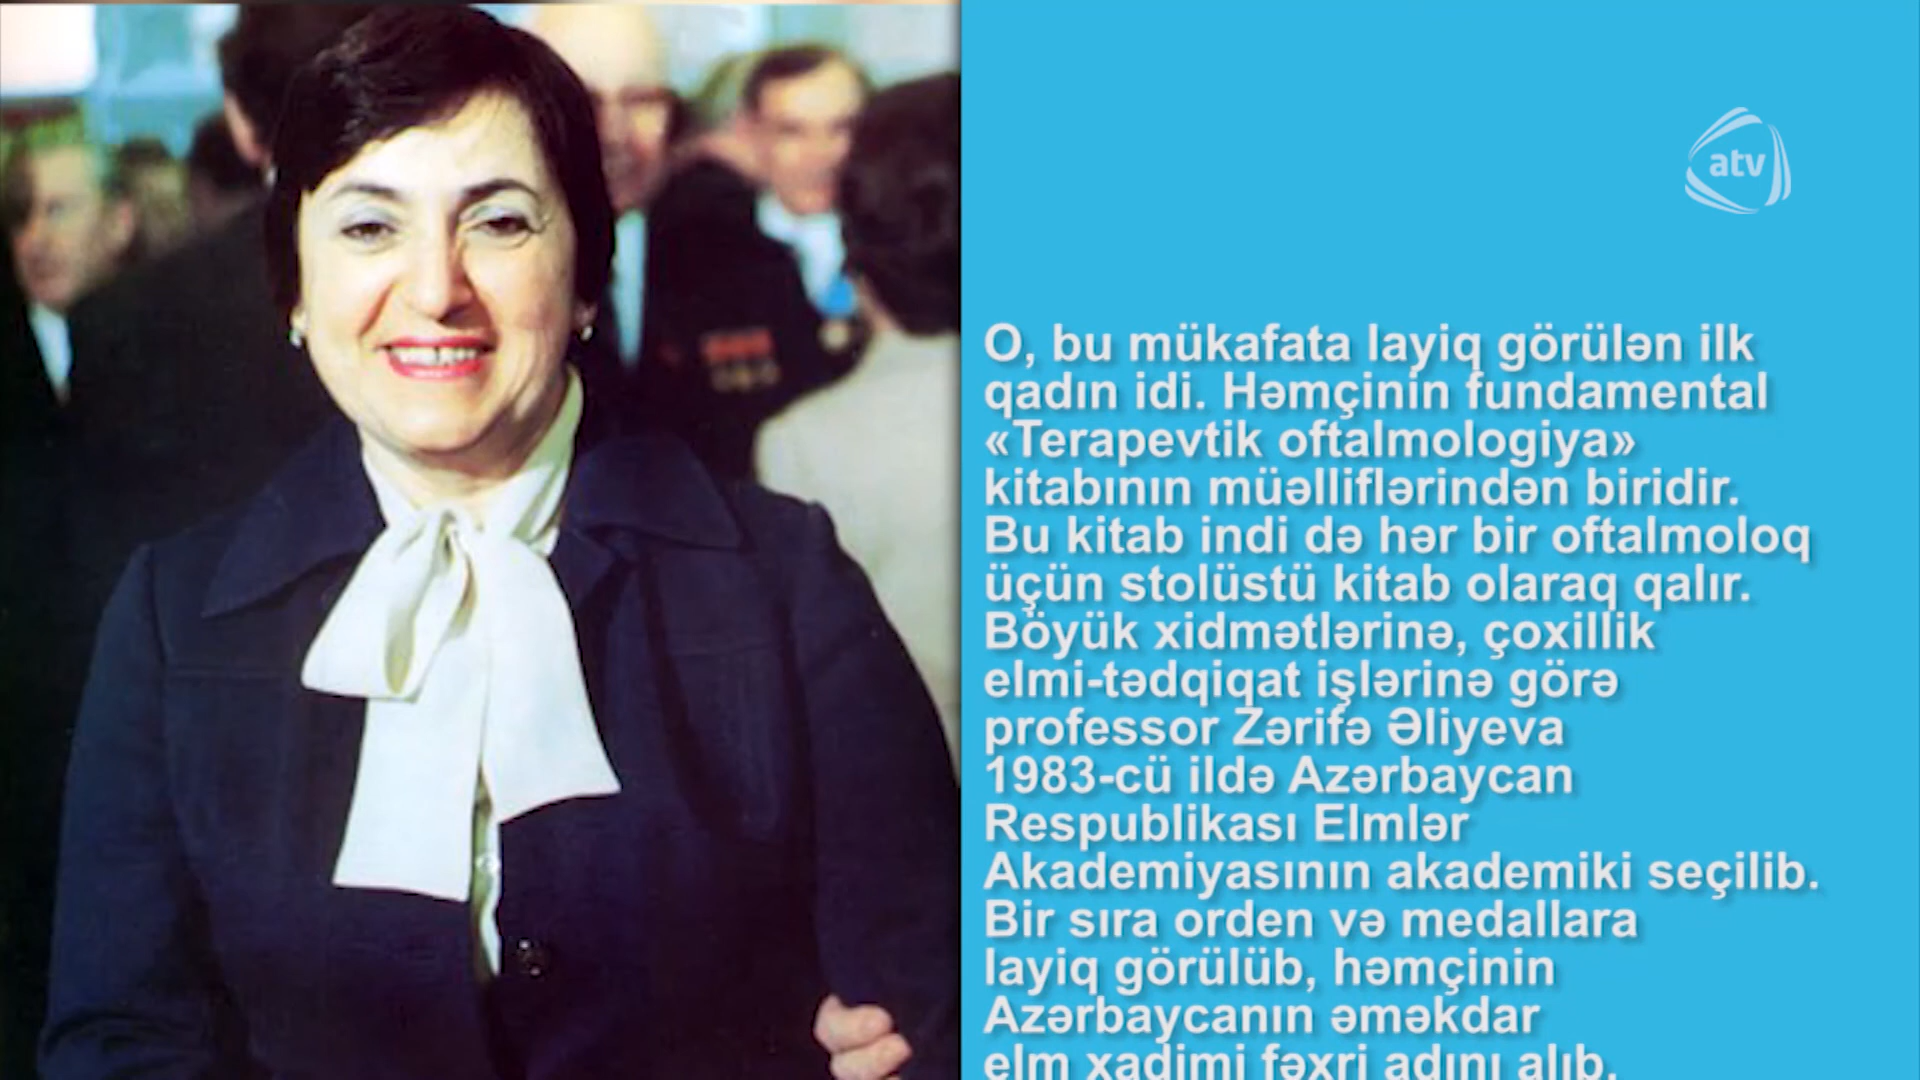 atv
O, bu mükafata layiq görülən ilk
qadın idi. Həmçinin fundamental
«Terapevtik oftalmologiya»
kitabının müəlliflərindən biridir.
Bu kitab indi də hər bir oftalmoloq
üçün stolüstü kitab olaraq qalır.
Böyük xidmətlərinə, çoxillik
elmi-tədqiqat işlərinə görə
professor Zərifə Əliyeva
1983-cü ildə Azərbaycan
Respublikası Elmlər
Akademiyasının akademiki seçilib.
Bir sıra orden və medallara
layiq görülüb, həmçinin
Azərbaycanın əməkdar
elm xadimi fəxri adını alıb.